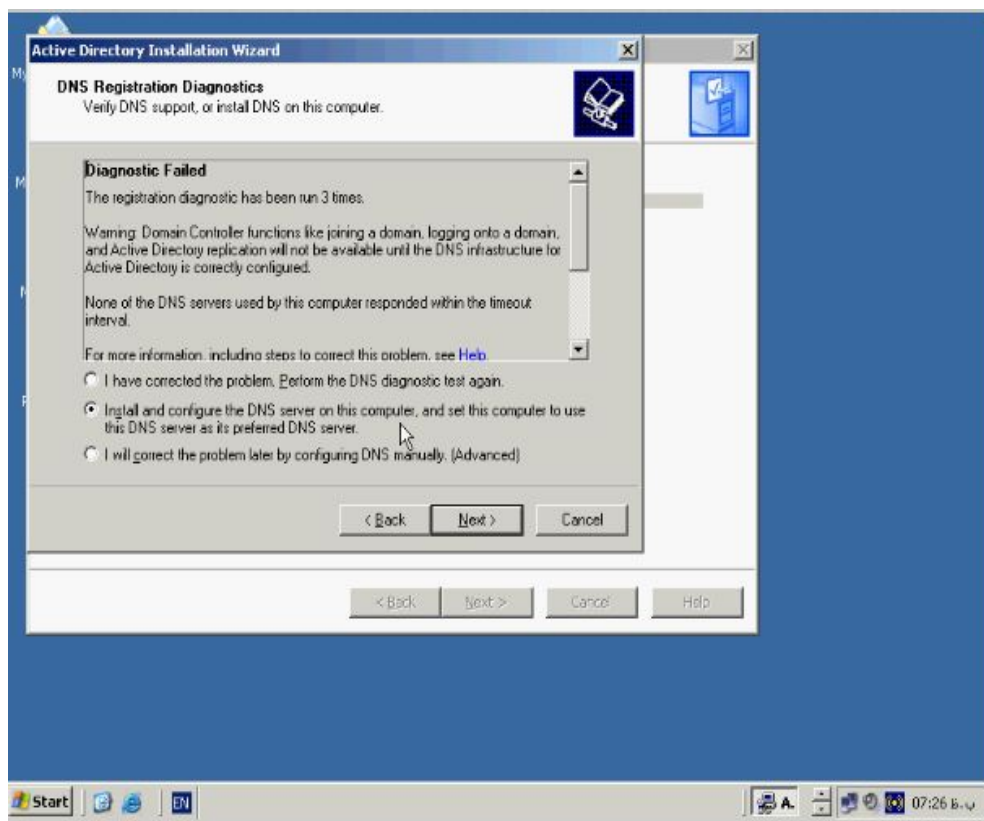 Active Directory Installation Wizard
DNS Registration Diagnostics
Verify DNS support, or install DNS on this computer.
Diagnostic Failed
The registration diagnostic has been run 3 times.
Warning: Domain Controller functions like joining a domain, logging onto a domain,
and Active Directory replication will not be available until the DNS infrastructure for
Active Directory is correctly configured.
None of the DNS servers used by this computer responded within the timeout
interval.
For more information, including steps to correct this problem, see Help.
I have corrected the problem. Perform the DNS diagnostic test again.
Install and configure the DNS server on this computer, and set this computer to use
this DNS server as its preferred DNS server.
I will correct the problem later by configuring DNS manually. (Advanced)
< Back Next > Cancel
< Back Next > Cancel Help
Start EN A. 07:26